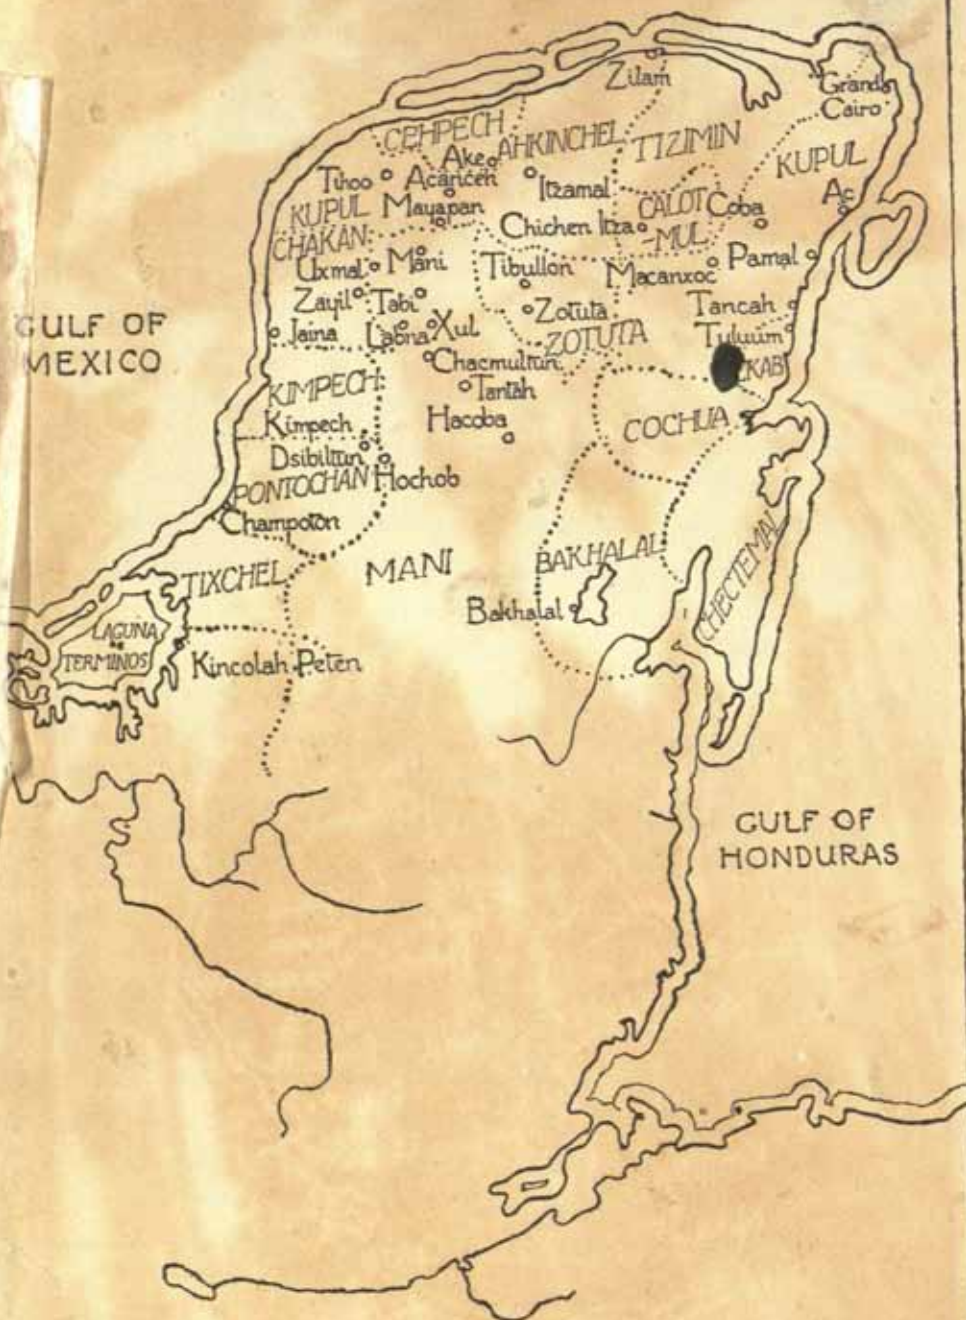 Zilam
Grand
Cairo
CEHPECH
AHKINCHEL
TIZIMIN
KUPUL
Ake
Tihoo
Acanceh
Itzamal
Ac
KUPUL
Mayapan
CALOT
Coba
CHAKAN
Chichen Itza
-MUL
Uxmal
Mani
Tibullon
Macanxoc
Pamal
Zayil
Tabi
Zotuta
Tancah
GULF OF
MEXICO
Jaina
Labna
Xul
ZOTUTA
Tuluum
Chacmultun
KIMPECH
Tantah
Kimpech
Hacoba
COCHUA
Dsibiltun
PONTOCHAN
Hochob
Champoton
TIXCHEL
MANI
BAKHALAL
CHECTEMAL
Bakhalal
LAGUNA
de
TERMINOS
Kincolah Peten
GULF OF
HONDURAS